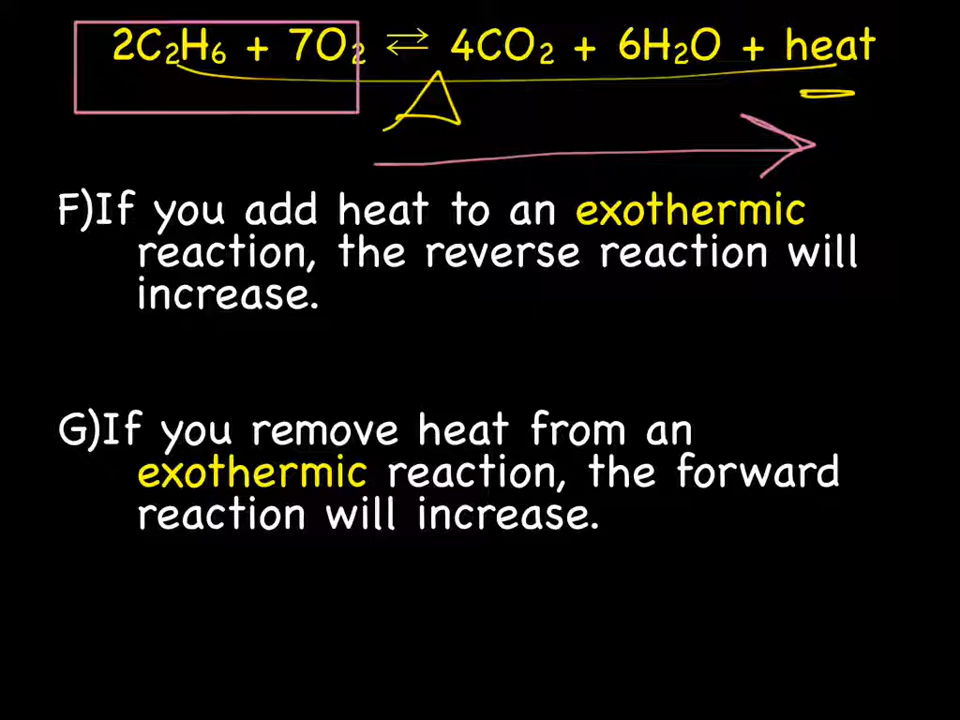 2C₂H₆ + 7O₂ ⇄ 4CO₂ + 6H₂O + heat
F)If you add heat to an exothermic
reaction, the reverse reaction will
increase.
G)If you remove heat from an
exothermic reaction, the forward
reaction will increase.